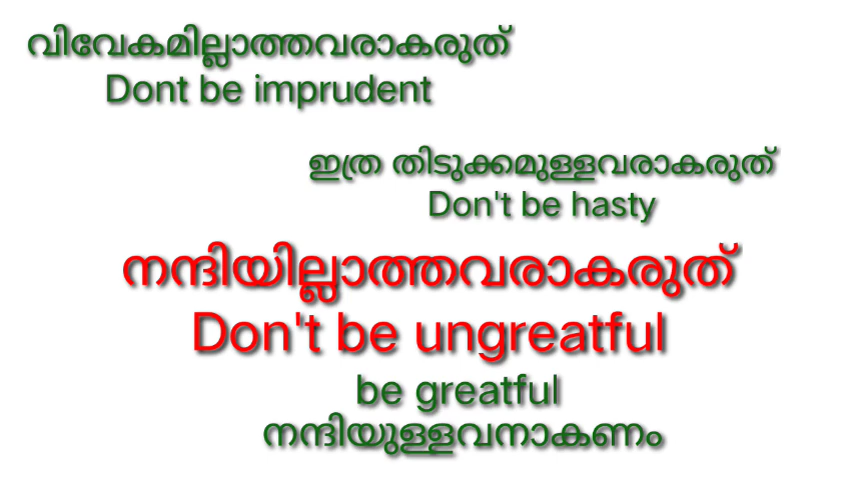 വിവേകമില്ലാത്തവരാകരുത്
Dont be imprudent
ഇത്ര തിടുക്കമുള്ളവരാകരുത്
Don't be hasty
നന്ദിയില്ലാത്തവരാകരുത്
Don't be ungreatful
be greatful
നന്ദിയുള്ളവനാകണം